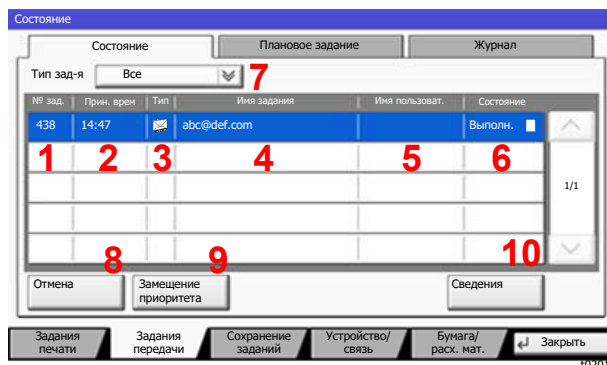 Состояние
Состояние Плановое задание Журнал
Тип зад-я Все 7
№ зад. Прин. врем Тип Имя задания Имя пользоват. Состояние
438 14:47 abc@def.com Выполн.
1 2 3 4 5 6
1/1
8 9 10
Отмена Замещение приоритета Сведения
Задания печати Задания передачи Сохранение заданий Устройство/ связь Бумага/ расх. мат. Закрыть